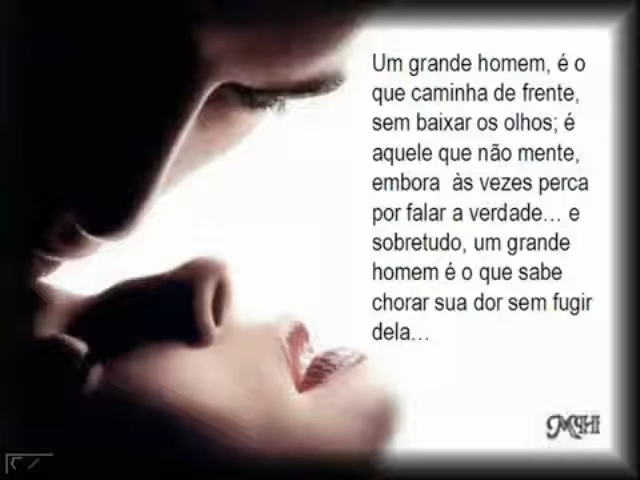 Um grande homem, é o
que caminha de frente,
sem baixar os olhos; é
aquele que não mente,
embora  às vezes perca
por falar a verdade... e
sobretudo, um grande
homem é o que sabe
chorar sua dor sem fugir
dela...